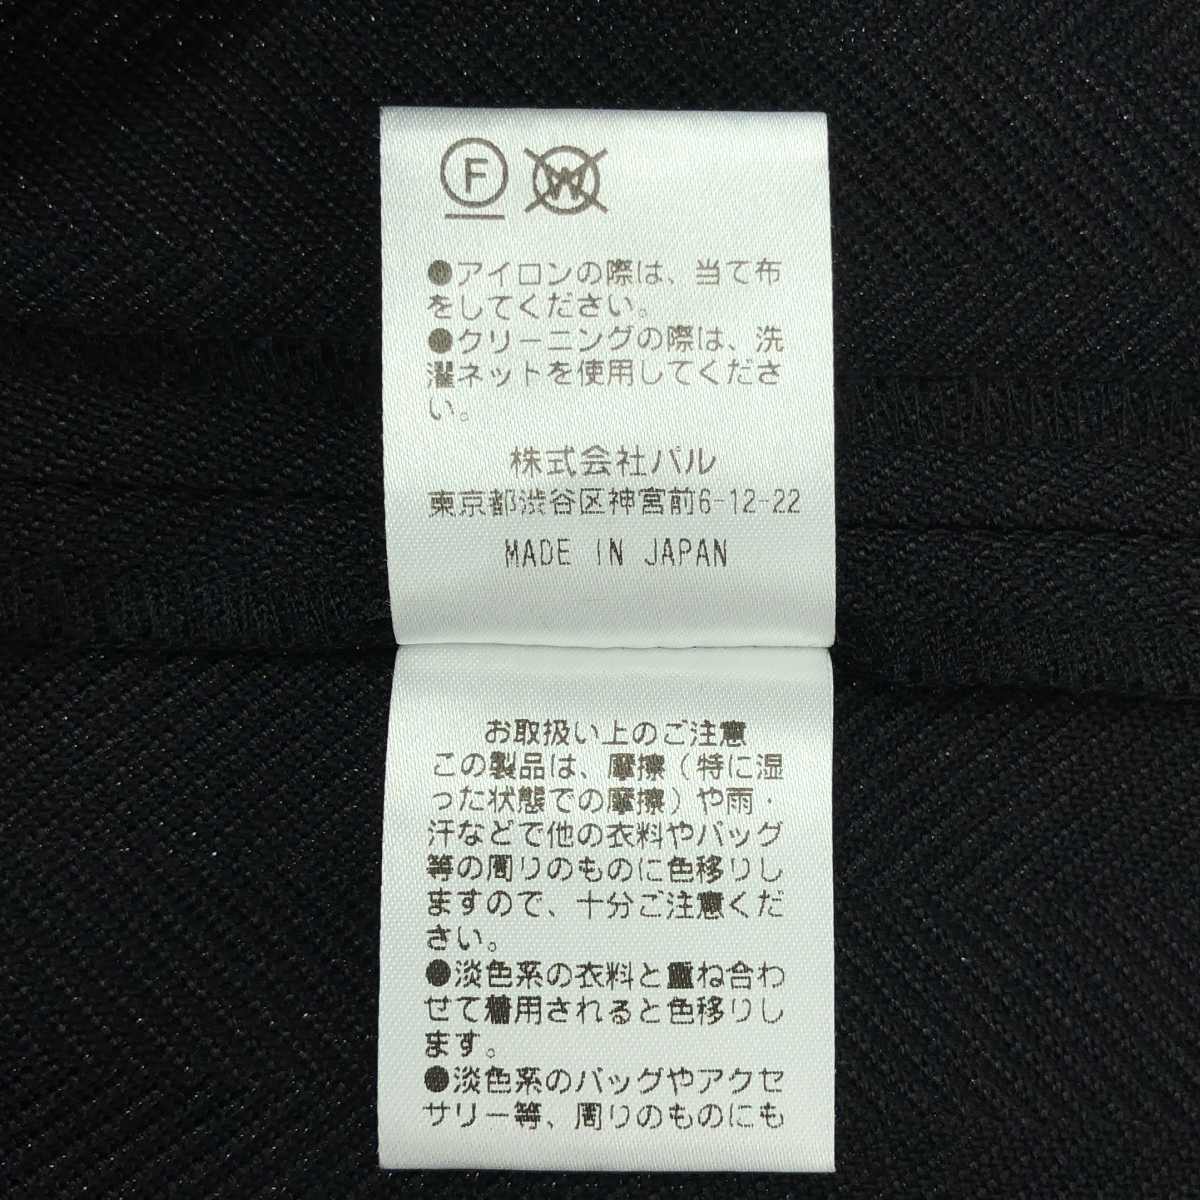 F W
●アイロンの際は、当て布
をしてください。
●クリーニングの際は、洗
濯ネットを使用してくださ
い。
株式会社パル
東京都渋谷区神宮前6-12-22
MADE IN JAPAN
お取扱い上のご注意
この製品は、摩擦(特に湿
った状態での摩擦)や雨・
汗などで他の衣料やバッグ
等の周りのものに色移りし
ますので、十分ご注意くだ
さい。
●淡色系の衣料と重ね合わ
せて着用されると色移りし
ます。
●淡色系のバッグやアクセ
サリー等、周りのものにも